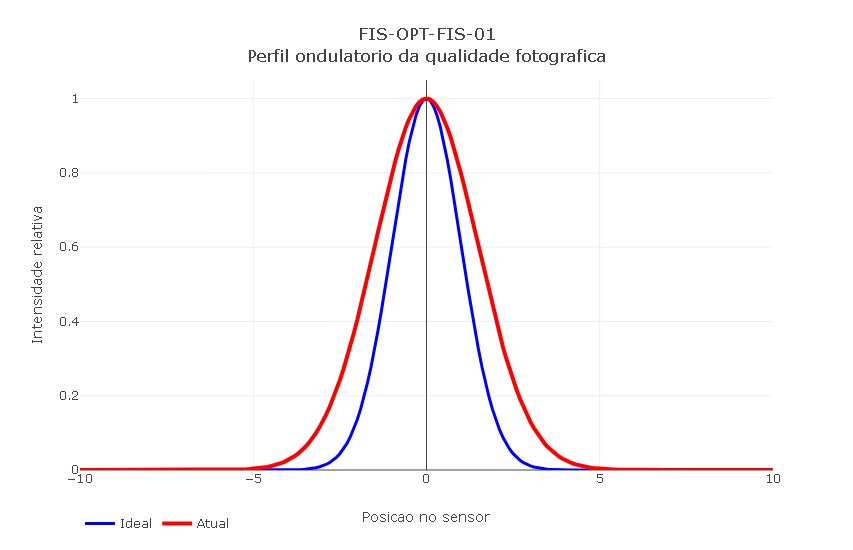 FIS-OPT-FIS-01
Perfil ondulatorio da qualidade fotografica
Intensidade relativa
1
0.8
0.6
0.4
0.2
0
−10
−5
0
5
10
Posicao no sensor
Ideal
Atual